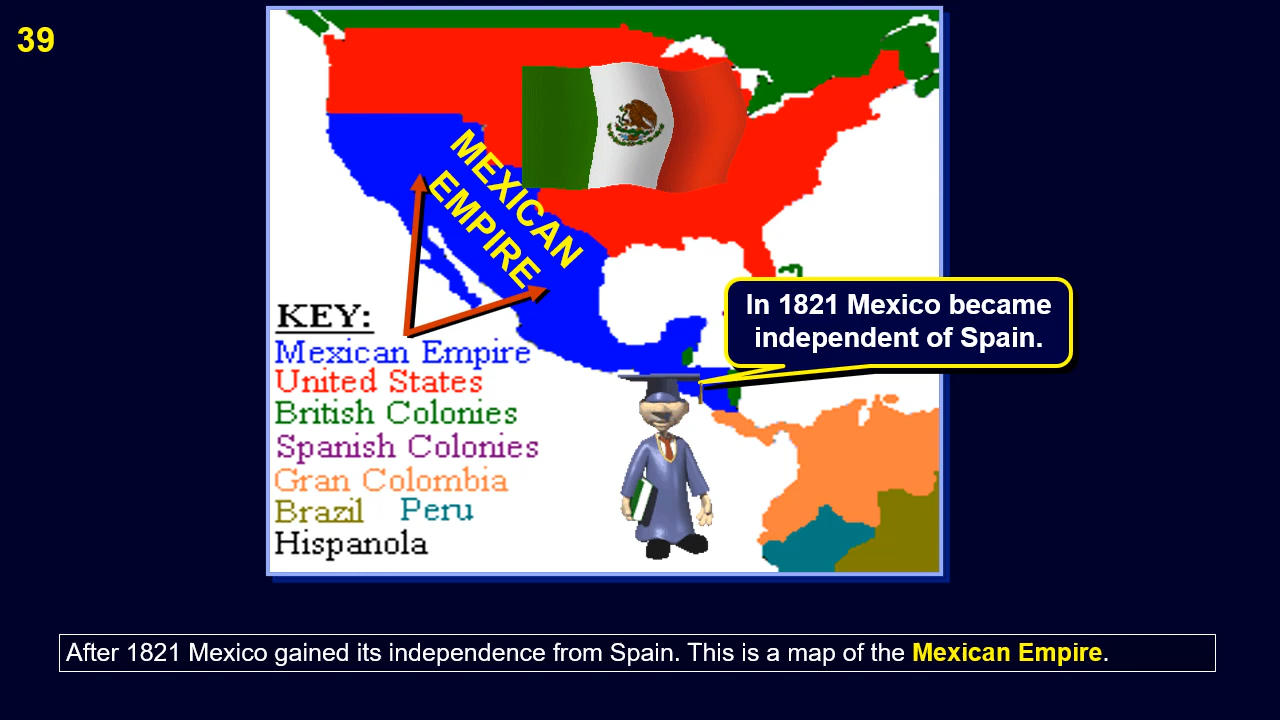 39
MEXICAN
EMPIRE
In 1821 Mexico became
independent of Spain.
KEY:
Mexican Empire
United States
British Colonies
Spanish Colonies
Gran Colombia
Brazil Peru
Hispanola
After 1821 Mexico gained its independence from Spain. This is a map of the Mexican Empire.